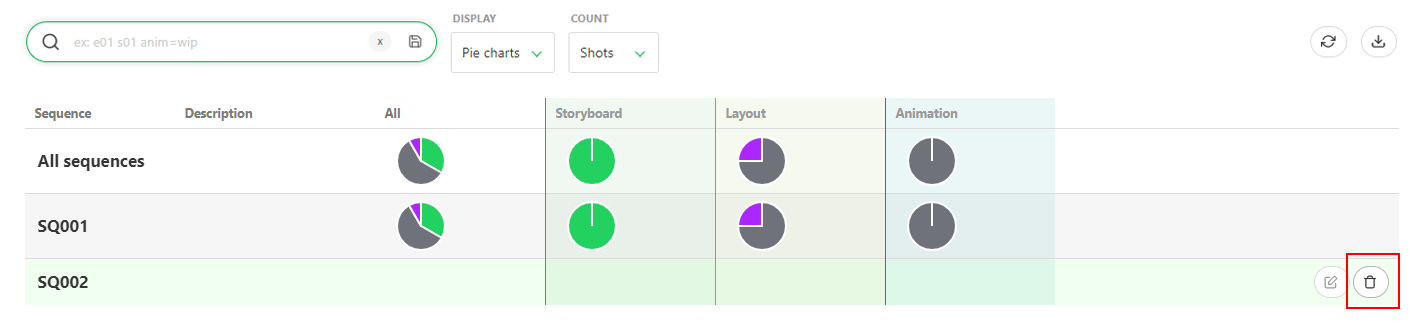 DISPLAY COUNT
ex: e01 s01 anim=wip x Pie charts Shots
Sequence Description All Storyboard Layout Animation
All sequences
SQ001
SQ002